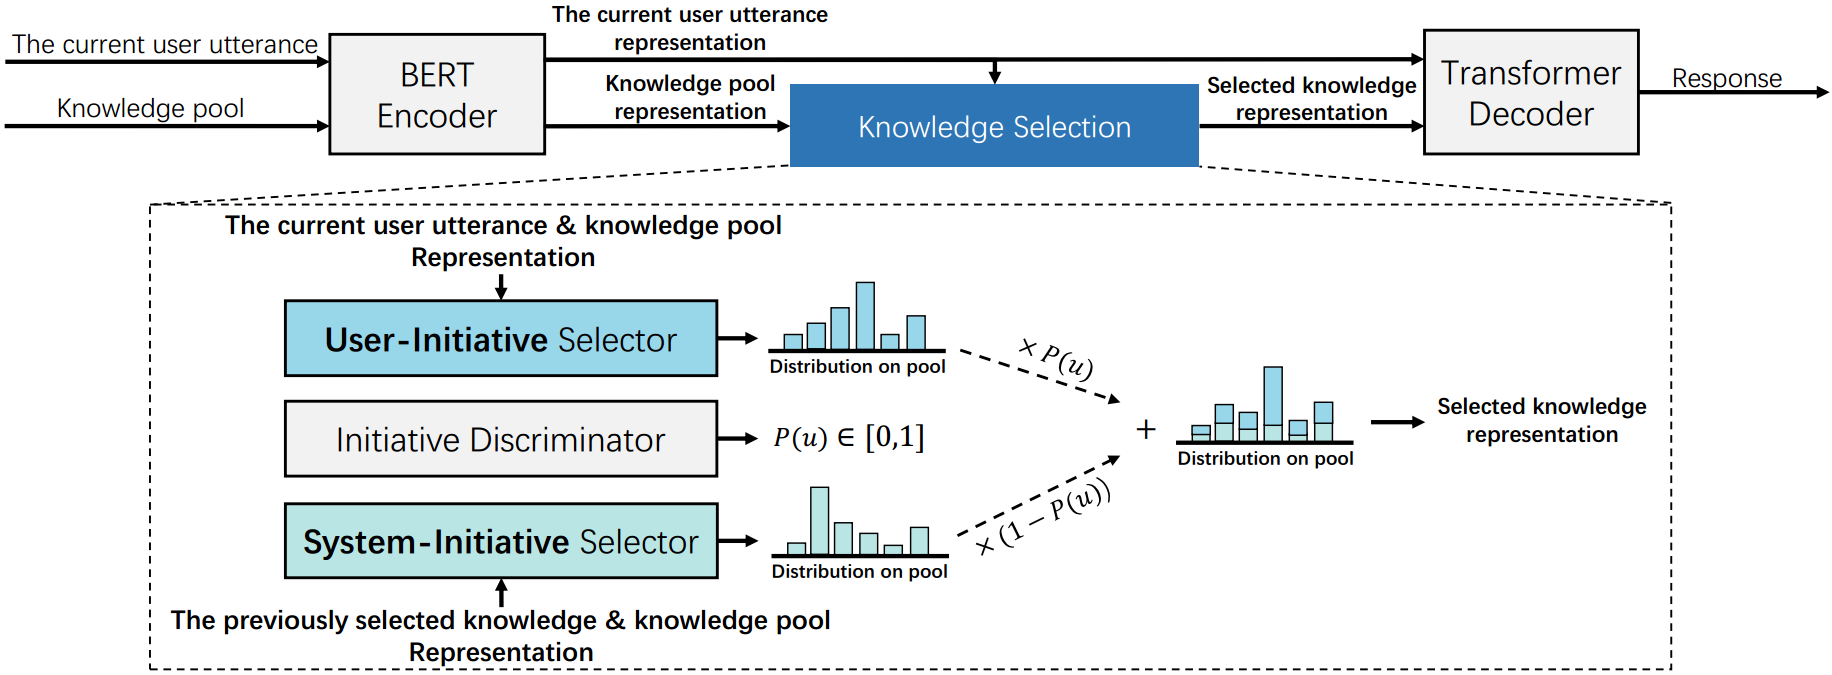 The current user utterance
Knowledge pool
BERT
Encoder
The current user utterance
representation
Knowledge pool
representation
Knowledge Selection
Selected knowledge
representation
Transformer
Decoder
Response
The current user utterance & knowledge pool
Representation
User-Initiative Selector
Distribution on pool
× P(u)
Initiative Discriminator
P(u) ∈ [0,1]
+
Distribution on pool
Selected knowledge
representation
System-Initiative Selector
Distribution on pool
× (1 − P(u))
The previously selected knowledge & knowledge pool
Representation